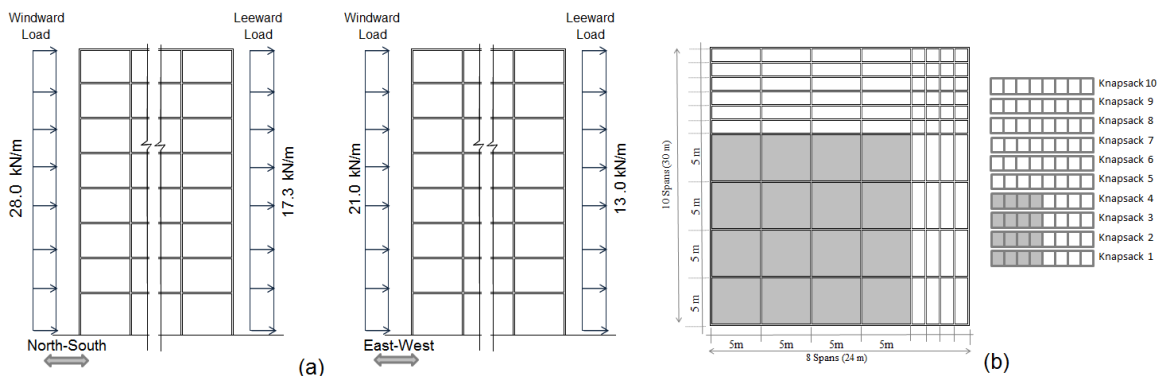 Windward
Load
Leeward
Load
28.0 kN/m
17.3 kN/m
North-South
(a)
Windward
Load
Leeward
Load
21.0 kN/m
13 .0 kN/m
East-West
10 Spans (30 m)
5 m
5 m
5 m
5 m
5m
5m
5m
5m
8 Spans (24 m)
(b)
Knapsack 10
Knapsack 9
Knapsack 8
Knapsack 7
Knapsack 6
Knapsack 5
Knapsack 4
Knapsack 3
Knapsack 2
Knapsack 1